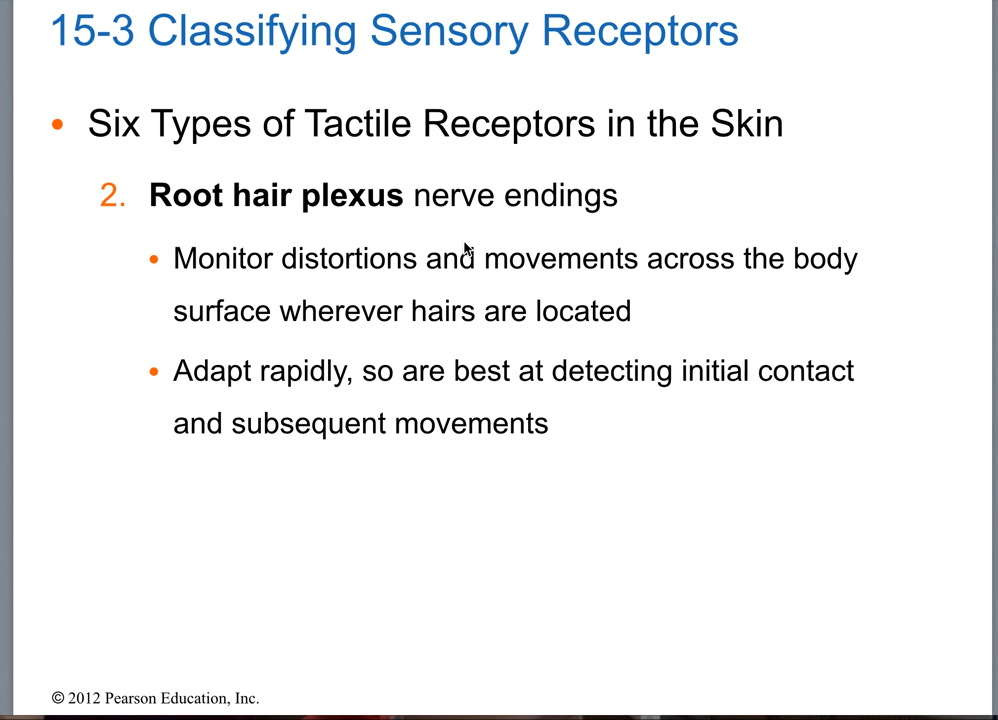 15-3 Classifying Sensory Receptors
• Six Types of Tactile Receptors in the Skin
2. Root hair plexus nerve endings
• Monitor distortions and movements across the body
surface wherever hairs are located
• Adapt rapidly, so are best at detecting initial contact
and subsequent movements
© 2012 Pearson Education, Inc.